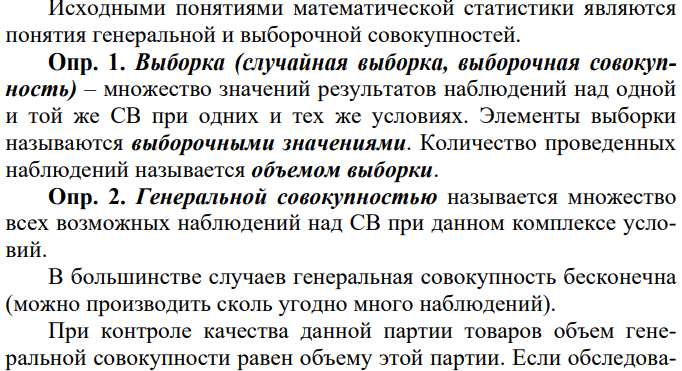 Исходными понятиями математической статистики являются
понятия генеральной и выборочной совокупностей.
Опр. 1. Выборка (случайная выборка, выборочная совокуп-
ность) – множество значений результатов наблюдений над одной
и той же СВ при одних и тех же условиях. Элементы выборки
называются выборочными значениями. Количество проведенных
наблюдений называется объемом выборки.
Опр. 2. Генеральной совокупностью называется множество
всех возможных наблюдений над СВ при данном комплексе усло-
вий.
В большинстве случаев генеральная совокупность бесконечна
(можно производить сколь угодно много наблюдений).
При контроле качества данной партии товаров объем гене-
ральной совокупности равен объему этой партии. Если обследова-